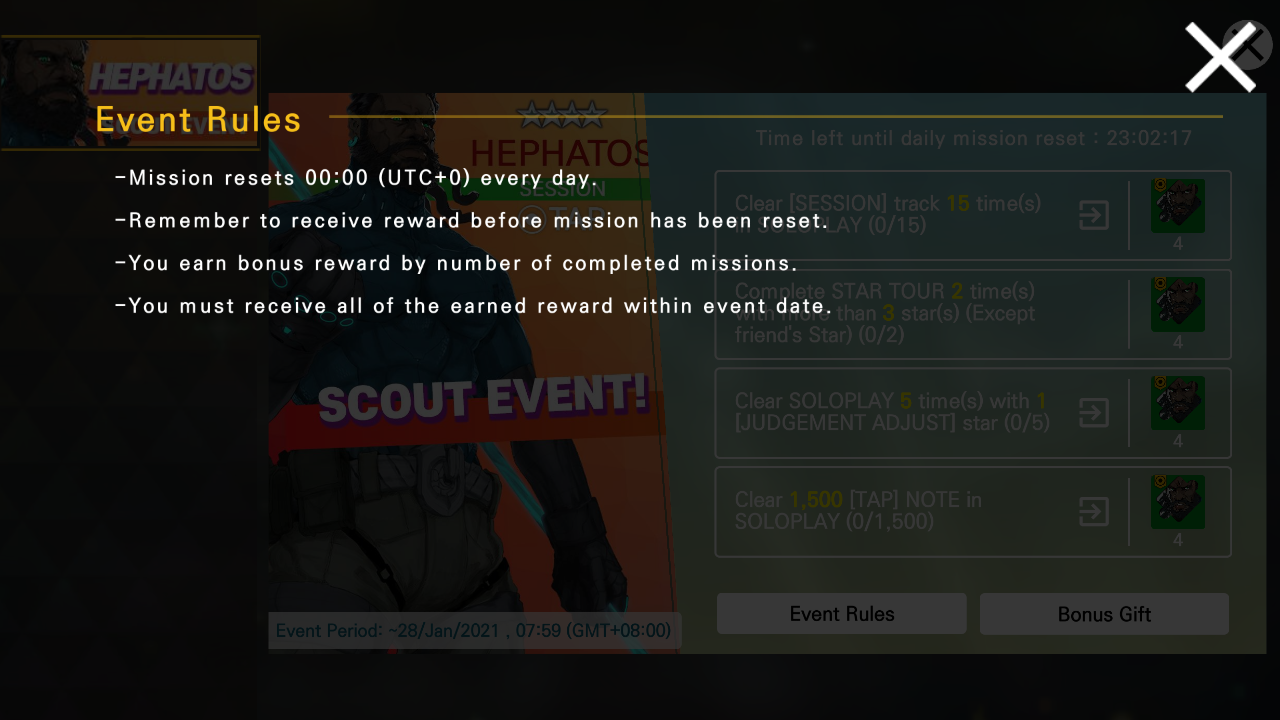 HEPHATOS
SCOUT EVENT
Event Rules
-Mission resets 00:00 (UTC+0) every day.
-Remember to receive reward before mission has been reset.
-You earn bonus reward by number of completed missions.
-You must receive all of the earned reward within event date.
HEPHATOS
SESSION
TAP
SCOUT EVENT!
Event Period: ~28/Jan/2021 , 07:59 (GMT+08:00)
Time left until daily mission reset : 23:02:17
Clear [SESSION] track 15 time(s)
in SOLOPLAY (0/15)
4
Complete STAR TOUR 2 time(s)
with more than 3 star(s) (Except
friend's Star) (0/2)
4
Clear SOLOPLAY 5 time(s) with 1
[JUDGEMENT ADJUST] star (0/5)
4
Clear 1,500 [TAP] NOTE in
SOLOPLAY (0/1,500)
4
Event Rules
Bonus Gift